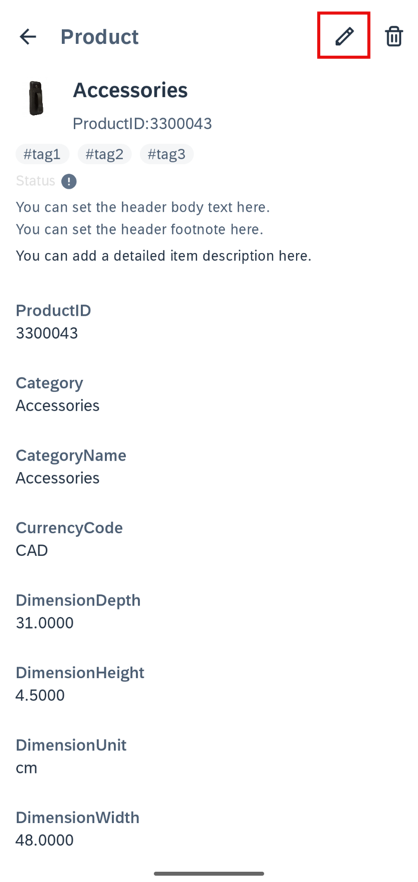 Product
Accessories
ProductID:3300043
#tag1 #tag2 #tag3
Status
You can set the header body text here.
You can set the header footnote here.
You can add a detailed item description here.
ProductID
3300043
Category
Accessories
CategoryName
Accessories
CurrencyCode
CAD
DimensionDepth
31.0000
DimensionHeight
4.5000
DimensionUnit
cm
DimensionWidth
48.0000